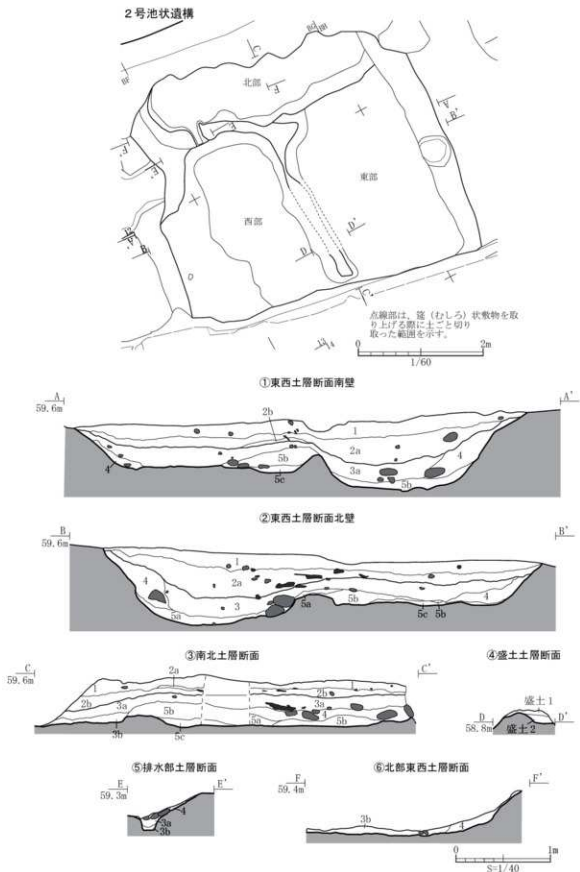 2号池状遺構
BG
BH
BF
C
北部
F
A
B'
F'
E'
E
東部
西部
D'
D
C'
点線部は、筵（むしろ）状敷物を取
り上げる際に土ごと切り
取った範囲を示す。
0 2m
1/60
①東西土層断面南壁
A A'
59.6m
2b
1
2a
5b
4
3a
4
5c
5b
②東西土層断面北壁
B B'
59.6m
1
4
2a
5a
3
5a
5b
4
5c
5b
③南北土層断面
C C'
59.6m
2a
1
1
2b
3a
2b
3a
4
5b
5a
5b
3b
5c
④盛土土層断面
盛土1
D D'
58.8m
盛土2
⑤排水部土層断面
E E'
59.3m
4
3a
3b
⑥北部東西土層断面
F F'
59.4m
3b
4
0 1m
S=1/40